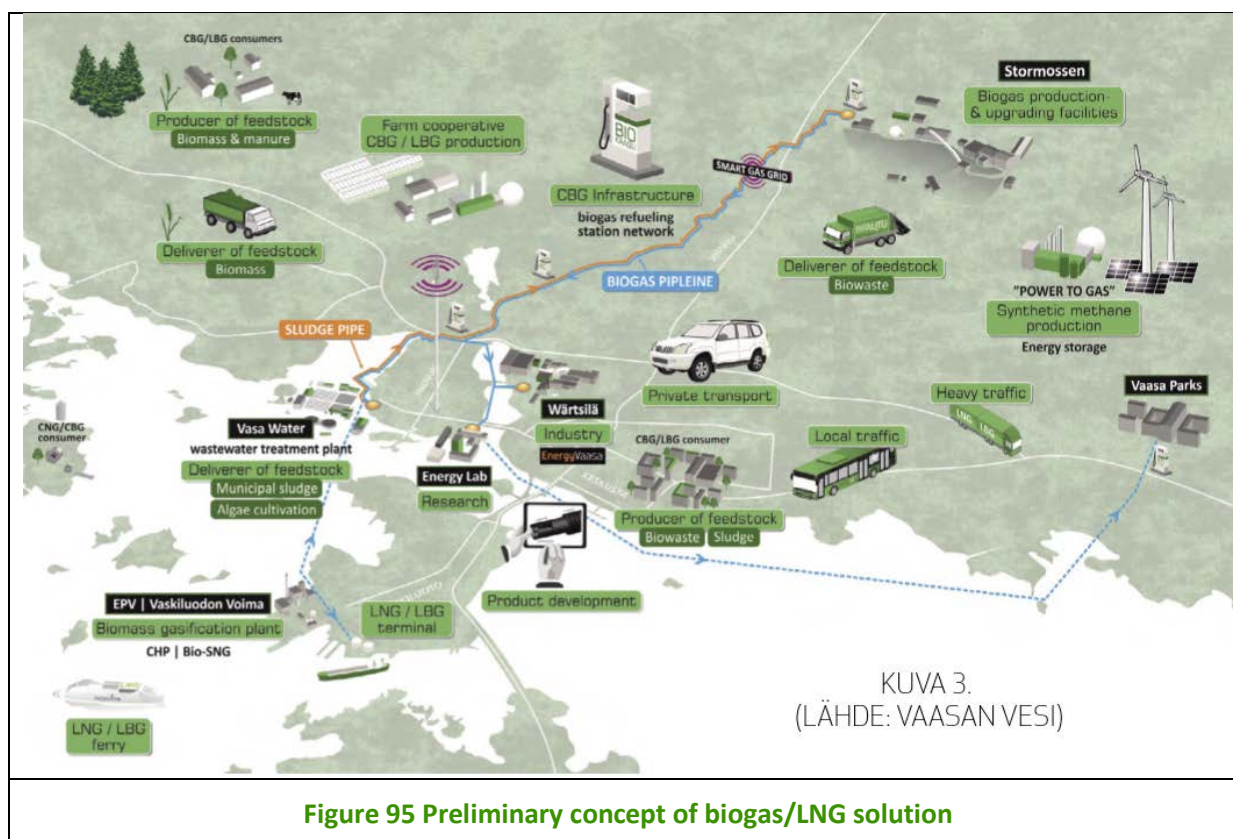 CBG/LBG consumers
Producer of feedstock
Biomass & manure
Farm cooperative
CBG / LBG production
BIO
CBG Infrastructure
biogas refueling
station network
SMART GAS GRID
Stormossen
Biogas production-
& upgrading facilities
Deliverer of feedstock
Biomass
Deliverer of feedstock
Biowaste
BIOGAS PIPLEINE
"POWER TO GAS"
Synthetic methane
production
Energy storage
SLUDGE PIPE
Private transport
Heavy traffic
LNG LBG
Vaasa Parks
CNG/CBG
consumer
Vasa Water
wastewater treatment plant
Deliverer of feedstock
Municipal sludge
Algae cultivation
Energy Lab
Research
Wärtsilä
Industry
EnergyVaasa
CBG/LBG consumer
Producer of feedstock
Biowaste
Sludge
Local traffic
Product development
EPV | Vaskiluodon Voima
Biomass gasification plant
CHP | Bio-SNG
LNG / LBG
terminal
LNG / LBG
ferry
KUVA 3.
(LÄHDE: VAASAN VESI)
Figure 95 Preliminary concept of biogas/LNG solution